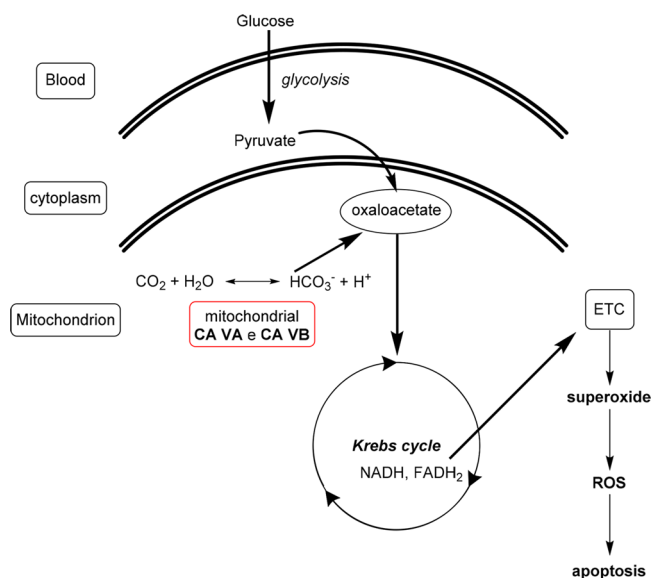 Glucose
Blood
glycolysis
Pyruvate
cytoplasm
oxaloacetate
CO₂ + H₂O
HCO₃⁻ + H⁺
Mitochondrion
mitochondrial
CA VA e CA VB
ETC
superoxide
Krebs cycle
NADH, FADH₂
ROS
apoptosis